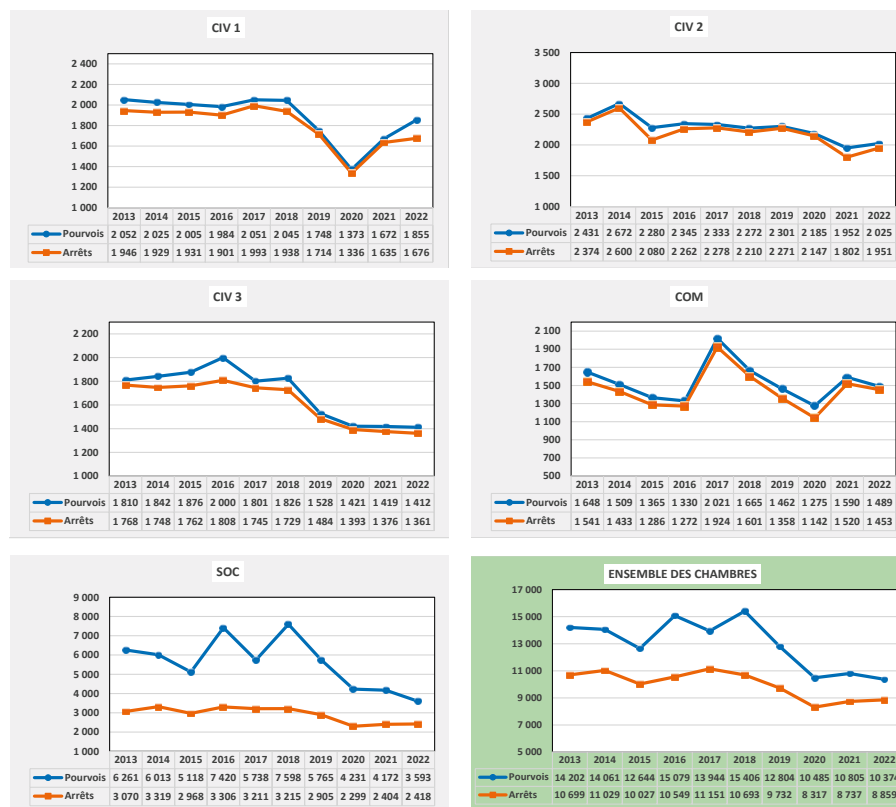 CIV 1
2 400
2 200
2 000
1 800
1 600
1 400
1 200
1 000
2013 2014 2015 2016 2017 2018 2019 2020 2021 2022
Pourvois 2 052 2 025 2 005 1 984 2 051 2 045 1 748 1 373 1 672 1 855
Arrêts 1 946 1 929 1 931 1 901 1 993 1 938 1 714 1 336 1 635 1 676
CIV 2
3 500
3 000
2 500
2 000
1 500
1 000
2013 2014 2015 2016 2017 2018 2019 2020 2021 2022
Pourvois 2 431 2 672 2 280 2 345 2 333 2 272 2 301 2 185 1 952 2 025
Arrêts 2 374 2 600 2 080 2 262 2 278 2 210 2 271 2 147 1 802 1 951
CIV 3
2 200
2 000
1 800
1 600
1 400
1 200
1 000
2013 2014 2015 2016 2017 2018 2019 2020 2021 2022
Pourvois 1 810 1 842 1 876 2 000 1 801 1 826 1 528 1 421 1 419 1 412
Arrêts 1 768 1 748 1 762 1 808 1 745 1 729 1 484 1 393 1 376 1 361
COM
2 100
1 900
1 700
1 500
1 300
1 100
900
700
500
2013 2014 2015 2016 2017 2018 2019 2020 2021 2022
Pourvois 1 648 1 509 1 365 1 330 2 021 1 665 1 462 1 275 1 590 1 489
Arrêts 1 541 1 433 1 286 1 272 1 924 1 601 1 358 1 142 1 520 1 453
SOC
9 000
8 000
7 000
6 000
5 000
4 000
3 000
2 000
1 000
2013 2014 2015 2016 2017 2018 2019 2020 2021 2022
Pourvois 6 261 6 013 5 118 7 420 5 738 7 598 5 765 4 231 4 172 3 593
Arrêts 3 070 3 319 2 968 3 306 3 211 3 215 2 905 2 299 2 404 2 418
ENSEMBLE DES CHAMBRES
17 000
15 000
13 000
11 000
9 000
7 000
5 000
2013 2014 2015 2016 2017 2018 2019 2020 2021 2022
Pourvois 14 202 14 061 12 644 15 079 13 944 15 406 12 804 10 485 10 805 10 374
Arrêts 10 699 11 029 10 027 10 549 11 151 10 693 9 732 8 317 8 737 8 859